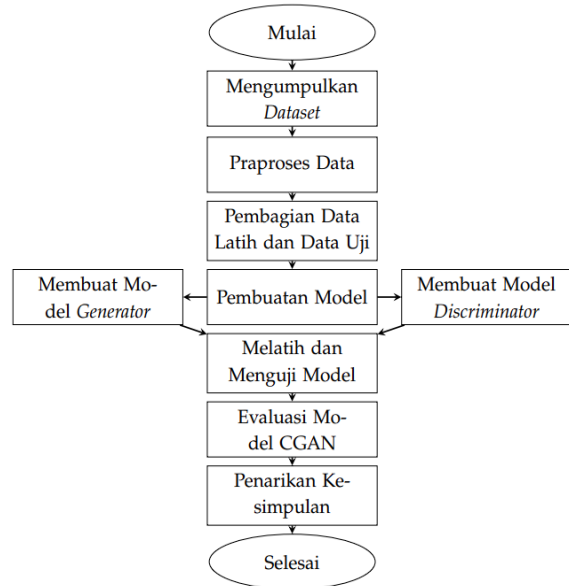 Mulai
Mengumpulkan
Dataset
Praproses Data
Pembagian Data
Latih dan Data Uji
Membuat Mo-
del Generator
Pembuatan Model
Membuat Model
Discriminator
Melatih dan
Menguji Model
Evaluasi Mo-
del CGAN
Penarikan Ke-
simpulan
Selesai